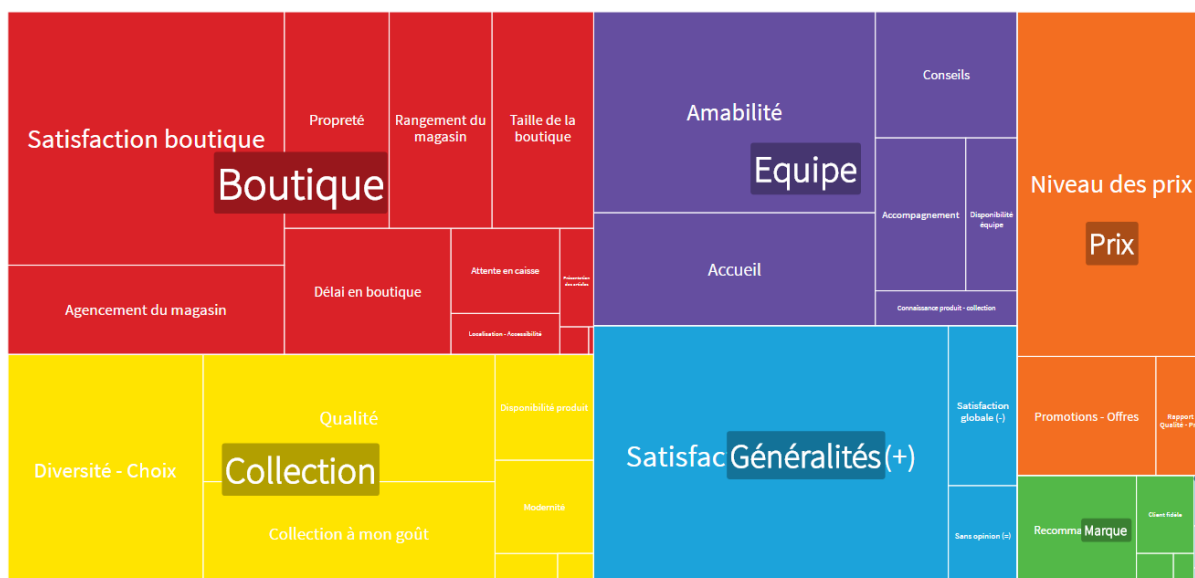 Satisfaction boutique
Propreté
Rangement du
magasin
Taille de la
boutique
Boutique
Agencement du magasin
Délai en boutique
Attente en caisse
Présentation
des articles
Localisation - Accessibilité
Amabilité
Conseils
Equipe
Accueil
Accompagnement
Disponibilité
équipe
Connaissance produit - collection
Niveau des prix
Prix
Promotions - Offres
Rapport
Qualité - P
Diversité - Choix
Qualité
Collection
Collection à mon goût
Disponibilité produit
Modernité
Satisfac
Généralités
(+)
Satisfaction
globale (-)
Sans opinion (=)
Recomma
Marque
Client fidèle